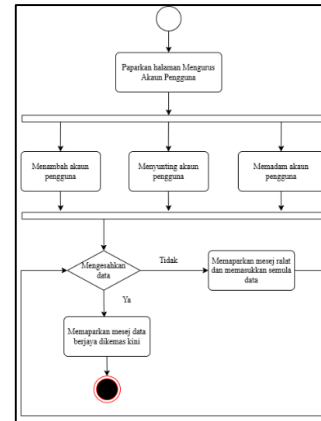 Paparkan halaman Mengurus
Akaun Pengguna
Menambah akaun
pengguna
Menyunting akaun
pengguna
Memadam akaun
pengguna
Mengesahkan
data
Tidak
Memaparkan mesej ralat
dan memasukkan semula
data
Ya
Memaparkan mesej data
berjaya dikemas kini